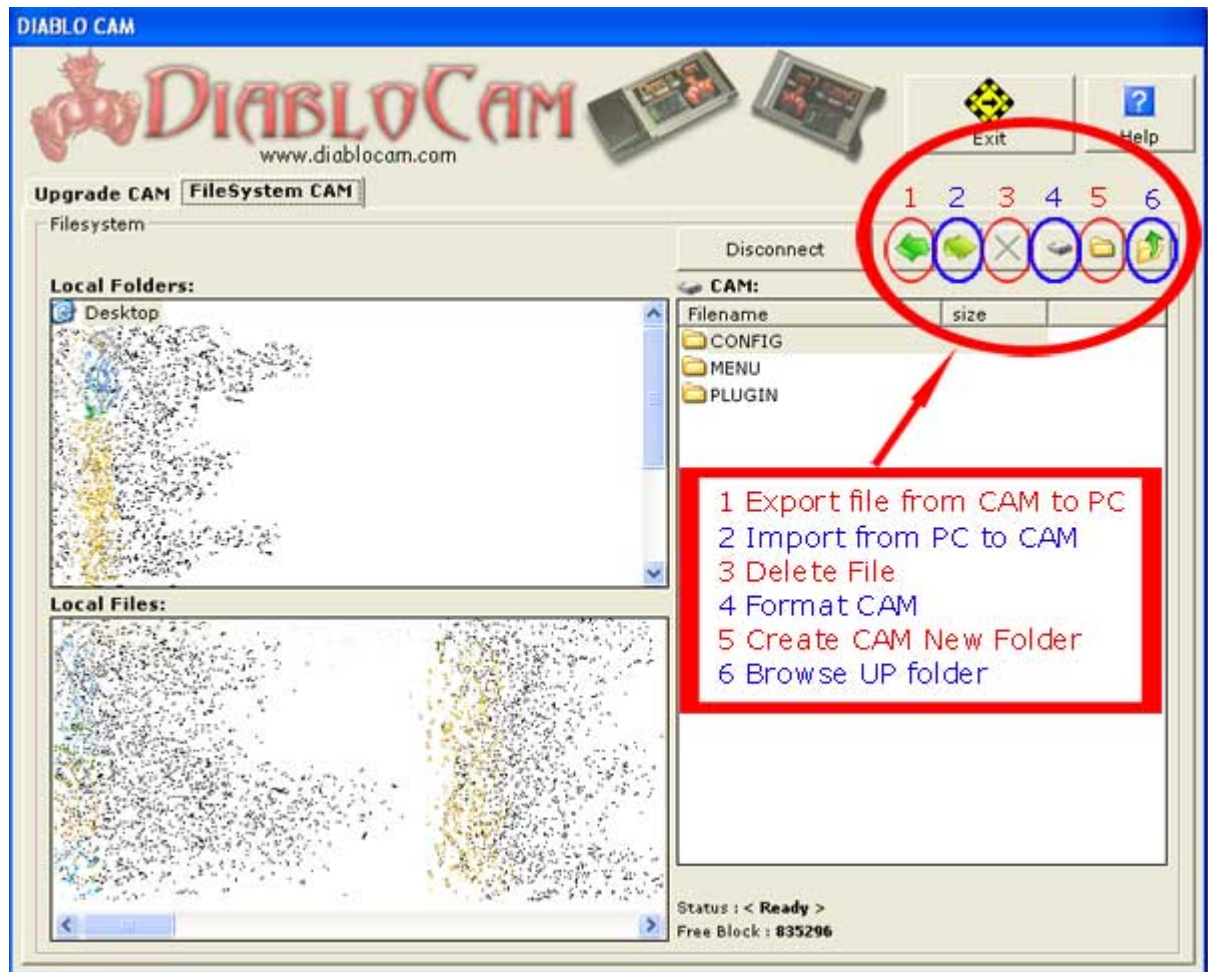 DIABLO CAM
DIABLOCAM
www.diablocam.com
Exit
Help
Upgrade CAM
FileSystem CAM
1 2 3 4 5 6
Filesystem
Disconnect
Local Folders:
CAM:
Desktop
Filename size
CONFIG
MENU
PLUGIN
1 Export file from CAM to PC
2 Import from PC to CAM
3 Delete File
4 Format CAM
5 Create CAM New Folder
6 Browse UP folder
Local Files:
Status : < Ready >
Free Block : 835296